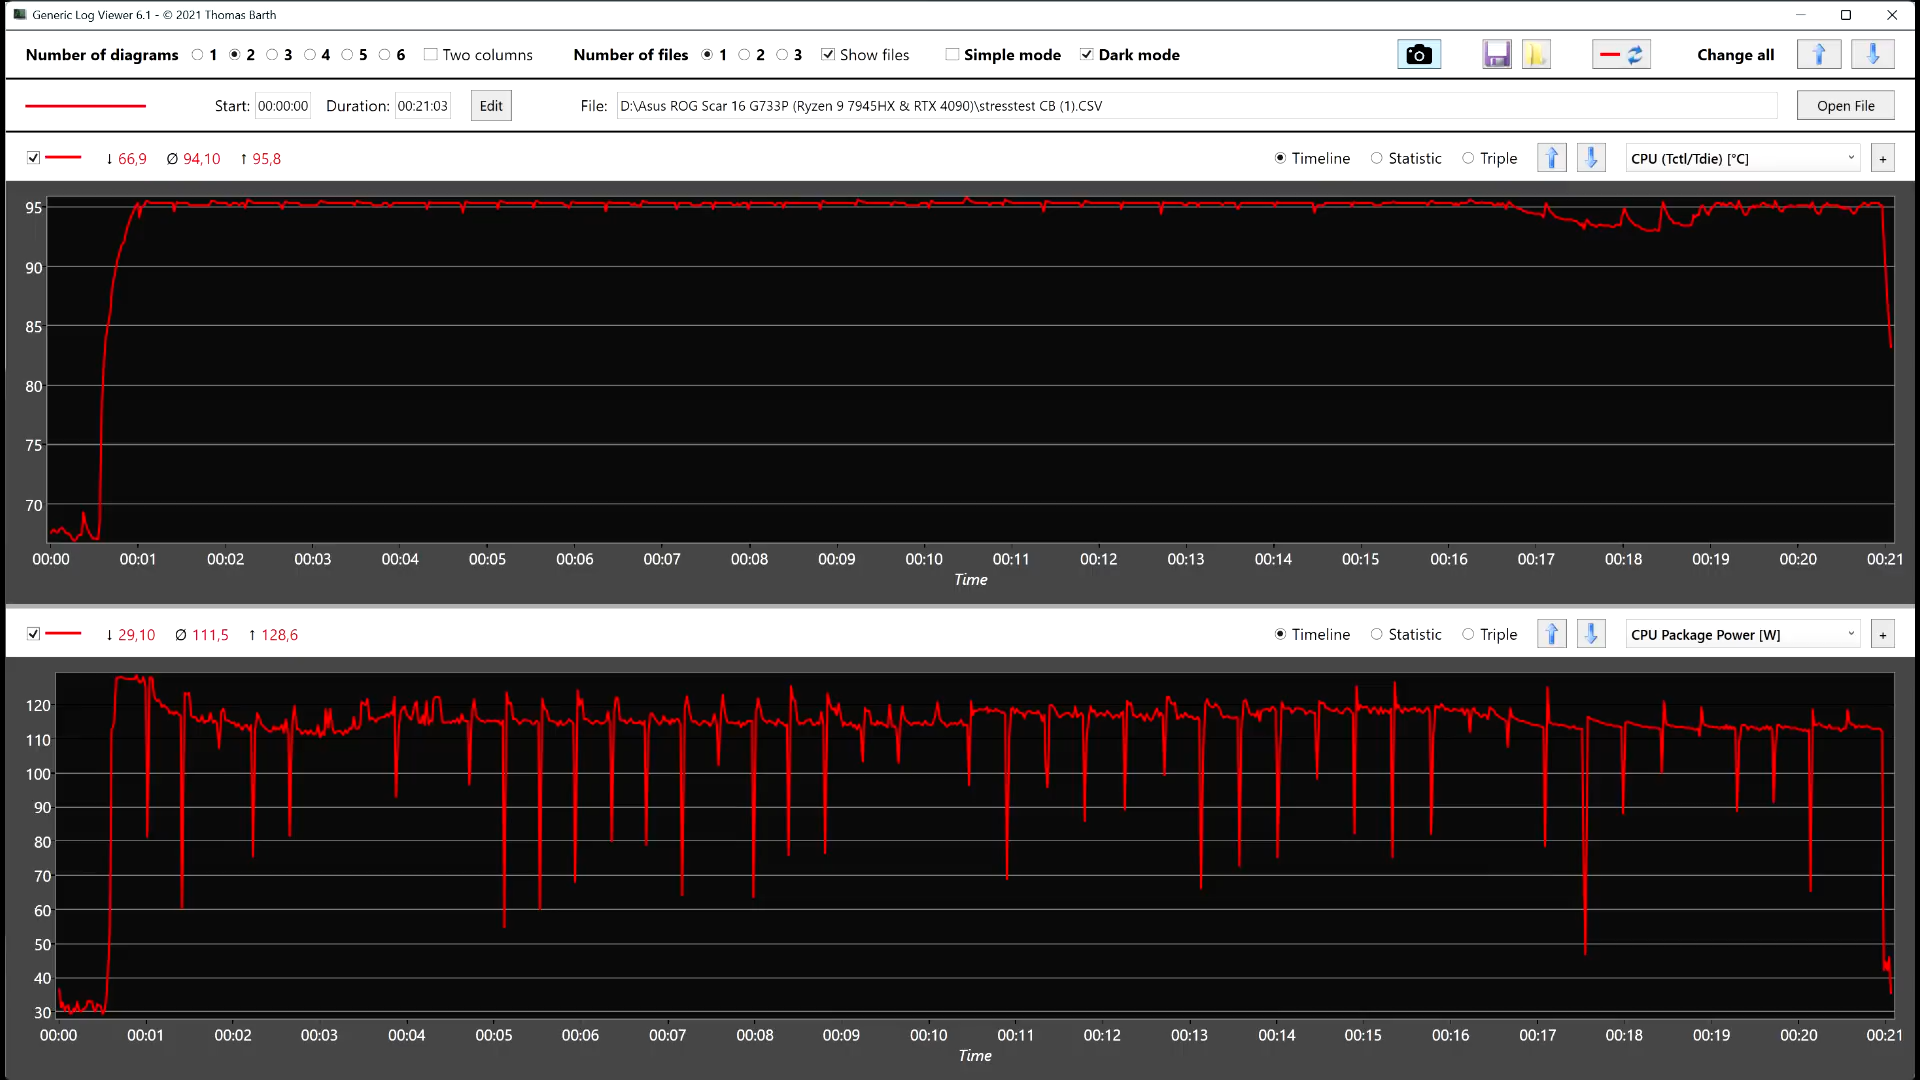 Generic Log Viewer 6.1 - © 2021 Thomas Barth
Number of diagrams 1 2 3 4 5 6 Two columns Number of files 1 2 3 Show files Simple mode Dark mode Change all
Start: 00:00:00 Duration: 00:21:03 Edit File: D:\Asus ROG Scar 16 G733P (Ryzen 9 7945HX & RTX 4090)\stresstest CB (1).CSV Open File
↓ 66,9 Ø 94,10 ↑ 95,8 Timeline Statistic Triple CPU (Tctl/Tdie) [°C] +
95
90
85
80
75
70
00:00 00:01 00:02 00:03 00:04 00:05 00:06 00:07 00:08 00:09 00:10 00:11 00:12 00:13 00:14 00:15 00:16 00:17 00:18 00:19 00:20 00:21
Time
↓ 29,10 Ø 111,5 ↑ 128,6 Timeline Statistic Triple CPU Package Power [W] +
120
110
100
90
80
70
60
50
40
30
00:00 00:01 00:02 00:03 00:04 00:05 00:06 00:07 00:08 00:09 00:10 00:11 00:12 00:13 00:14 00:15 00:16 00:17 00:18 00:19 00:20 00:21
Time